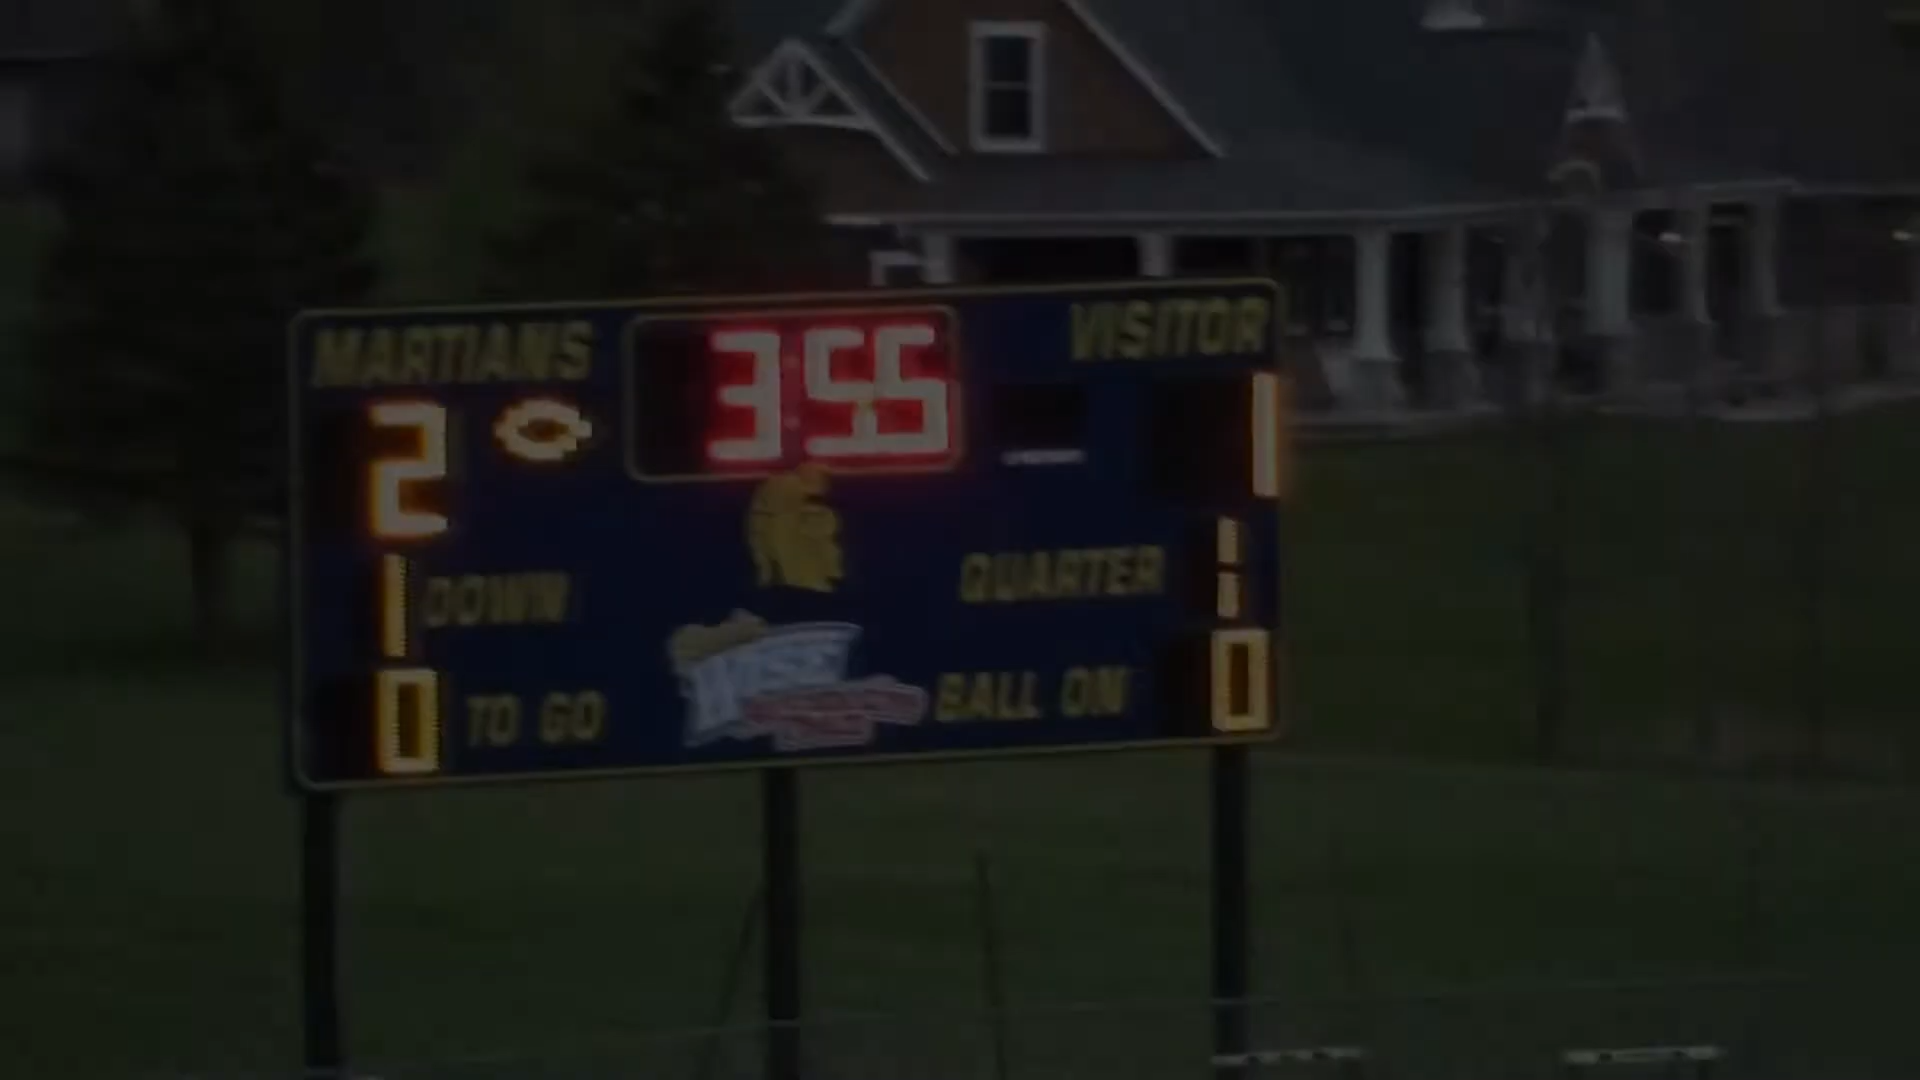 MARTIANS 3:55 VISITOR
2 1
1 DOWN QUARTER 1
0 TO GO BALL ON 0